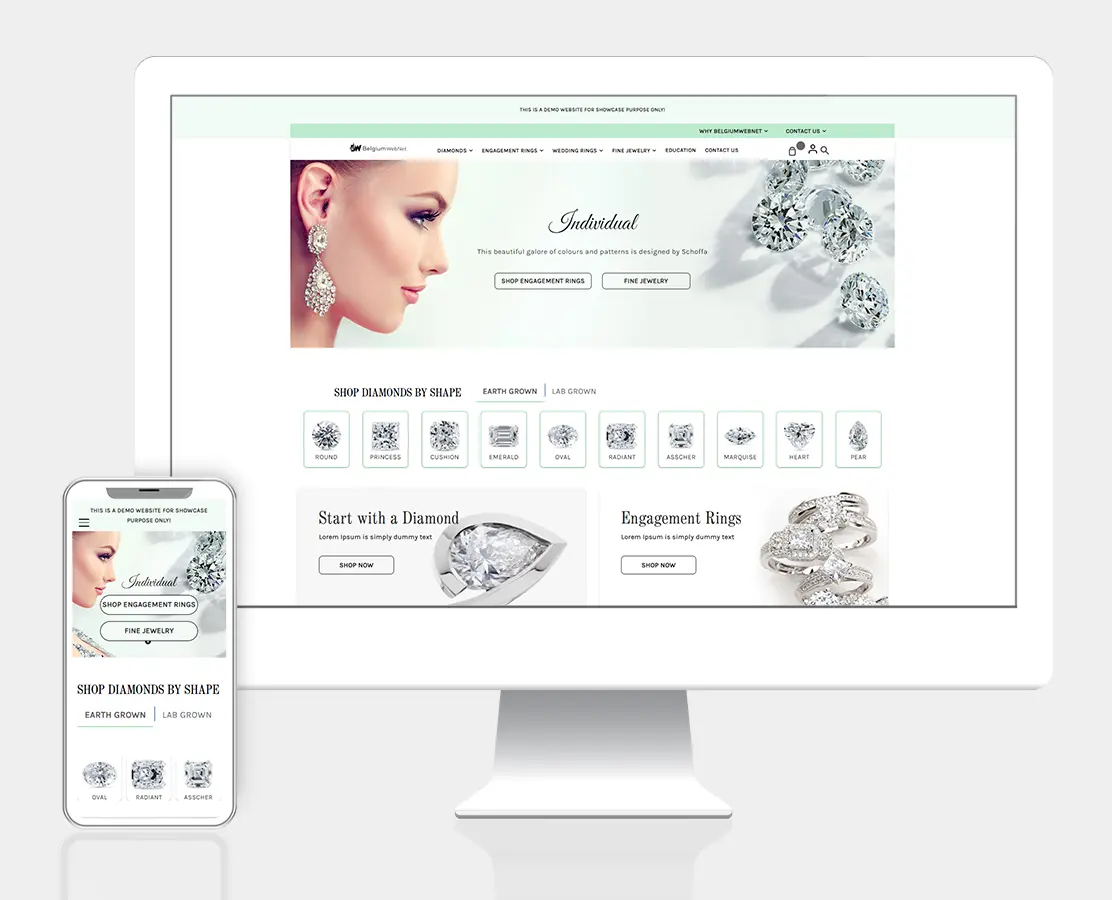 THIS IS A DEMO WEBSITE FOR SHOWCASE PURPOSE ONLY!
WHY BELGIUMWEBNET CONTACT US
BW BelgiumWebNet
DIAMONDS ENGAGEMENT RINGS WEDDING RINGS FINE JEWELRY EDUCATION CONTACT US
Individual
This beautiful galore of colours and patterns is designed by Schoffa
SHOP ENGAGEMENT RINGS FINE JEWELRY
SHOP DIAMONDS BY SHAPE EARTH GROWN LAB GROWN
ROUND PRINCESS CUSHION EMERALD OVAL RADIANT ASSCHER MARQUISE HEART PEAR
Start with a Diamond
Lorem Ipsum is simply dummy text
SHOP NOW
Engagement Rings
Lorem Ipsum is simply dummy text
SHOP NOW
THIS IS A DEMO WEBSITE FOR SHOWCASE
PURPOSE ONLY!
Individual
SHOP ENGAGEMENT RINGS
FINE JEWELRY
SHOP DIAMONDS BY SHAPE
EARTH GROWN LAB GROWN
OVAL RADIANT ASSCHER